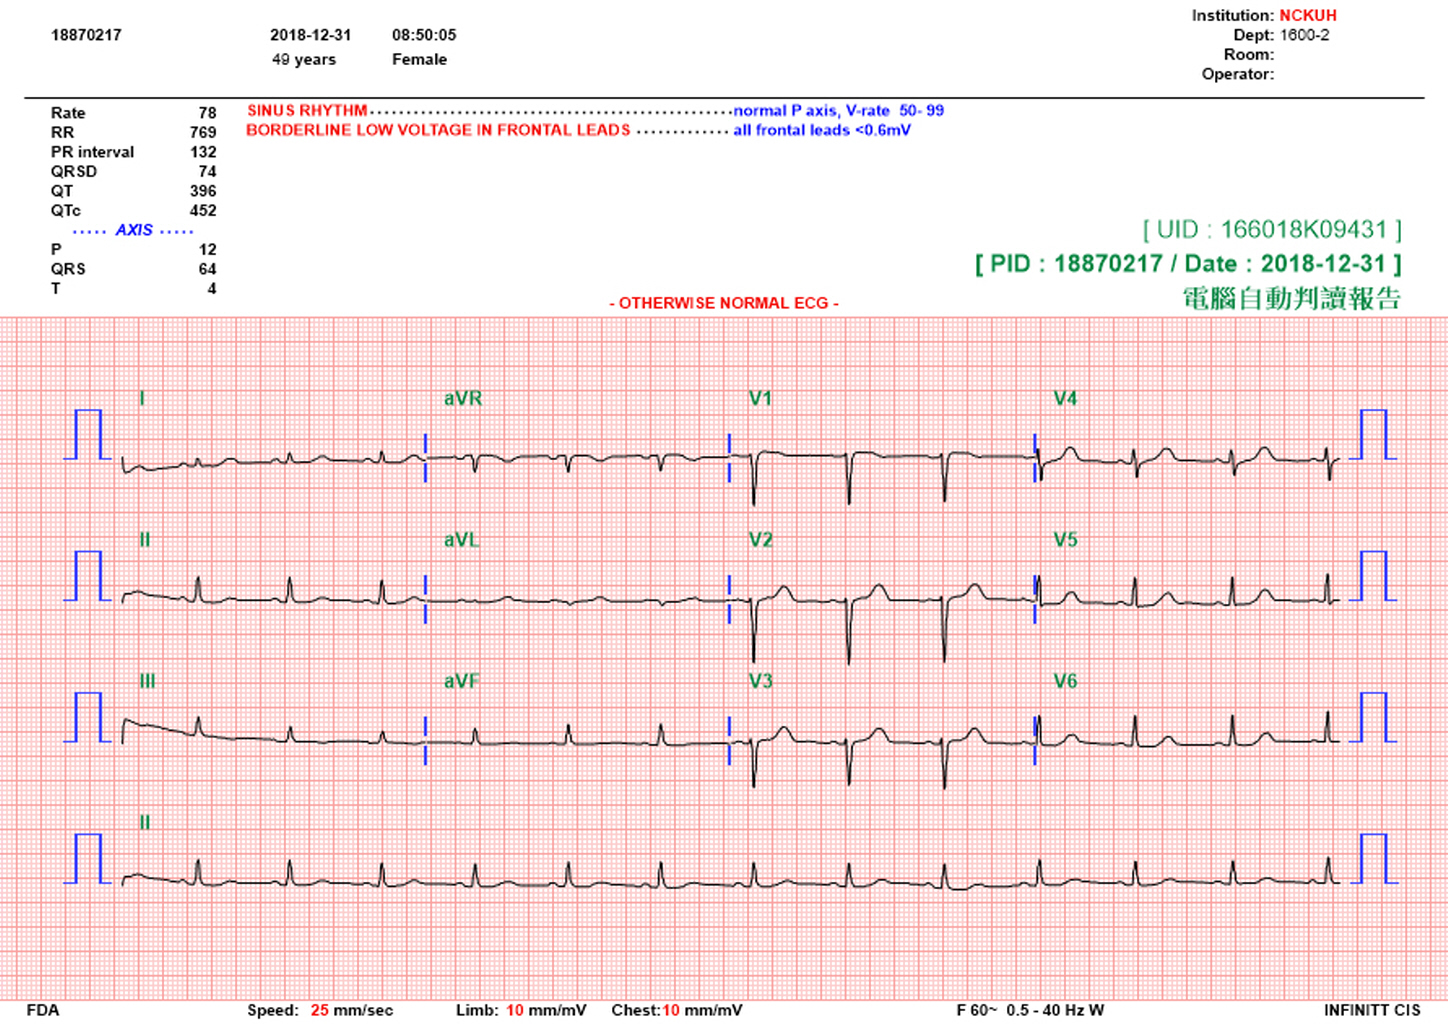 Institution: NCKUH
18870217 2018-12-31 08:50:05 Dept: 1600-2
49 years Female Room:
Operator:
Rate 78 SINUS RHYTHM normal P axis, V-rate 50- 99
RR 769 BORDERLINE LOW VOLTAGE IN FRONTAL LEADS all frontal leads <0.6mV
PR interval 132
QRSD 74
QT 396
QTc 452
····· AXIS ·····
P 12
QRS 64
T 4
[ UID : 166018K09431 ]
[ PID : 18870217 / Date : 2018-12-31 ]
電腦自動判讀報告
- OTHERWISE NORMAL ECG -
I aVR V1 V4
II aVL V2 V5
III aVF V3 V6
II
FDA Speed: 25 mm/sec Limb: 10 mm/mV Chest:10 mm/mV F 60~ 0.5 - 40 Hz W INFINITT CIS